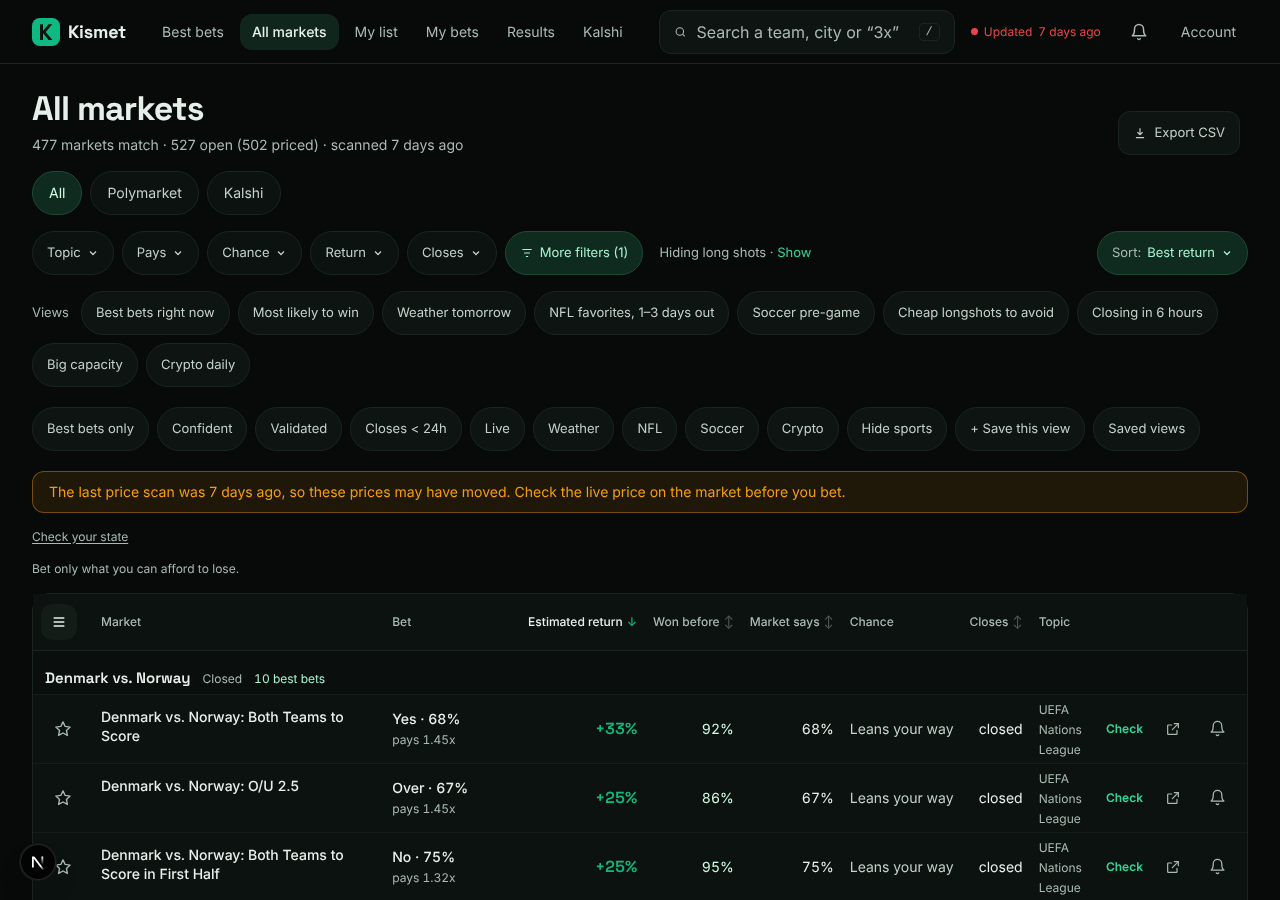 K Kismet Best bets All markets My list My bets Results Kalshi Search a team, city or “3x” / Updated 7 days ago Account
All markets
477 markets match · 527 open (502 priced) · scanned 7 days ago
Export CSV
All Polymarket Kalshi
Topic Pays Chance Return Closes More filters (1) Hiding long shots · Show Sort: Best return
Views Best bets right now Most likely to win Weather tomorrow NFL favorites, 1–3 days out Soccer pre-game Cheap longshots to avoid Closing in 6 hours
Big capacity Crypto daily
Best bets only Confident Validated Closes < 24h Live Weather NFL Soccer Crypto Hide sports + Save this view Saved views
The last price scan was 7 days ago, so these prices may have moved. Check the live price on the market before you bet.
Check your state
Bet only what you can afford to lose.
Market Bet Estimated return ↓ Won before Market says Chance Closes Topic
Denmark vs. Norway Closed 10 best bets
Denmark vs. Norway: Both Teams to
Score
Yes · 68%
pays 1.45x
+33% 92% 68% Leans your way closed
UEFA
Nations
League
Check
Denmark vs. Norway: O/U 2.5
Over · 67%
pays 1.45x
+25% 86% 67% Leans your way closed
UEFA
Nations
League
Check
N
Denmark vs. Norway: Both Teams to
Score in First Half
No · 75%
pays 1.32x
+25% 95% 75% Leans your way closed
UEFA
Nations
League
Check